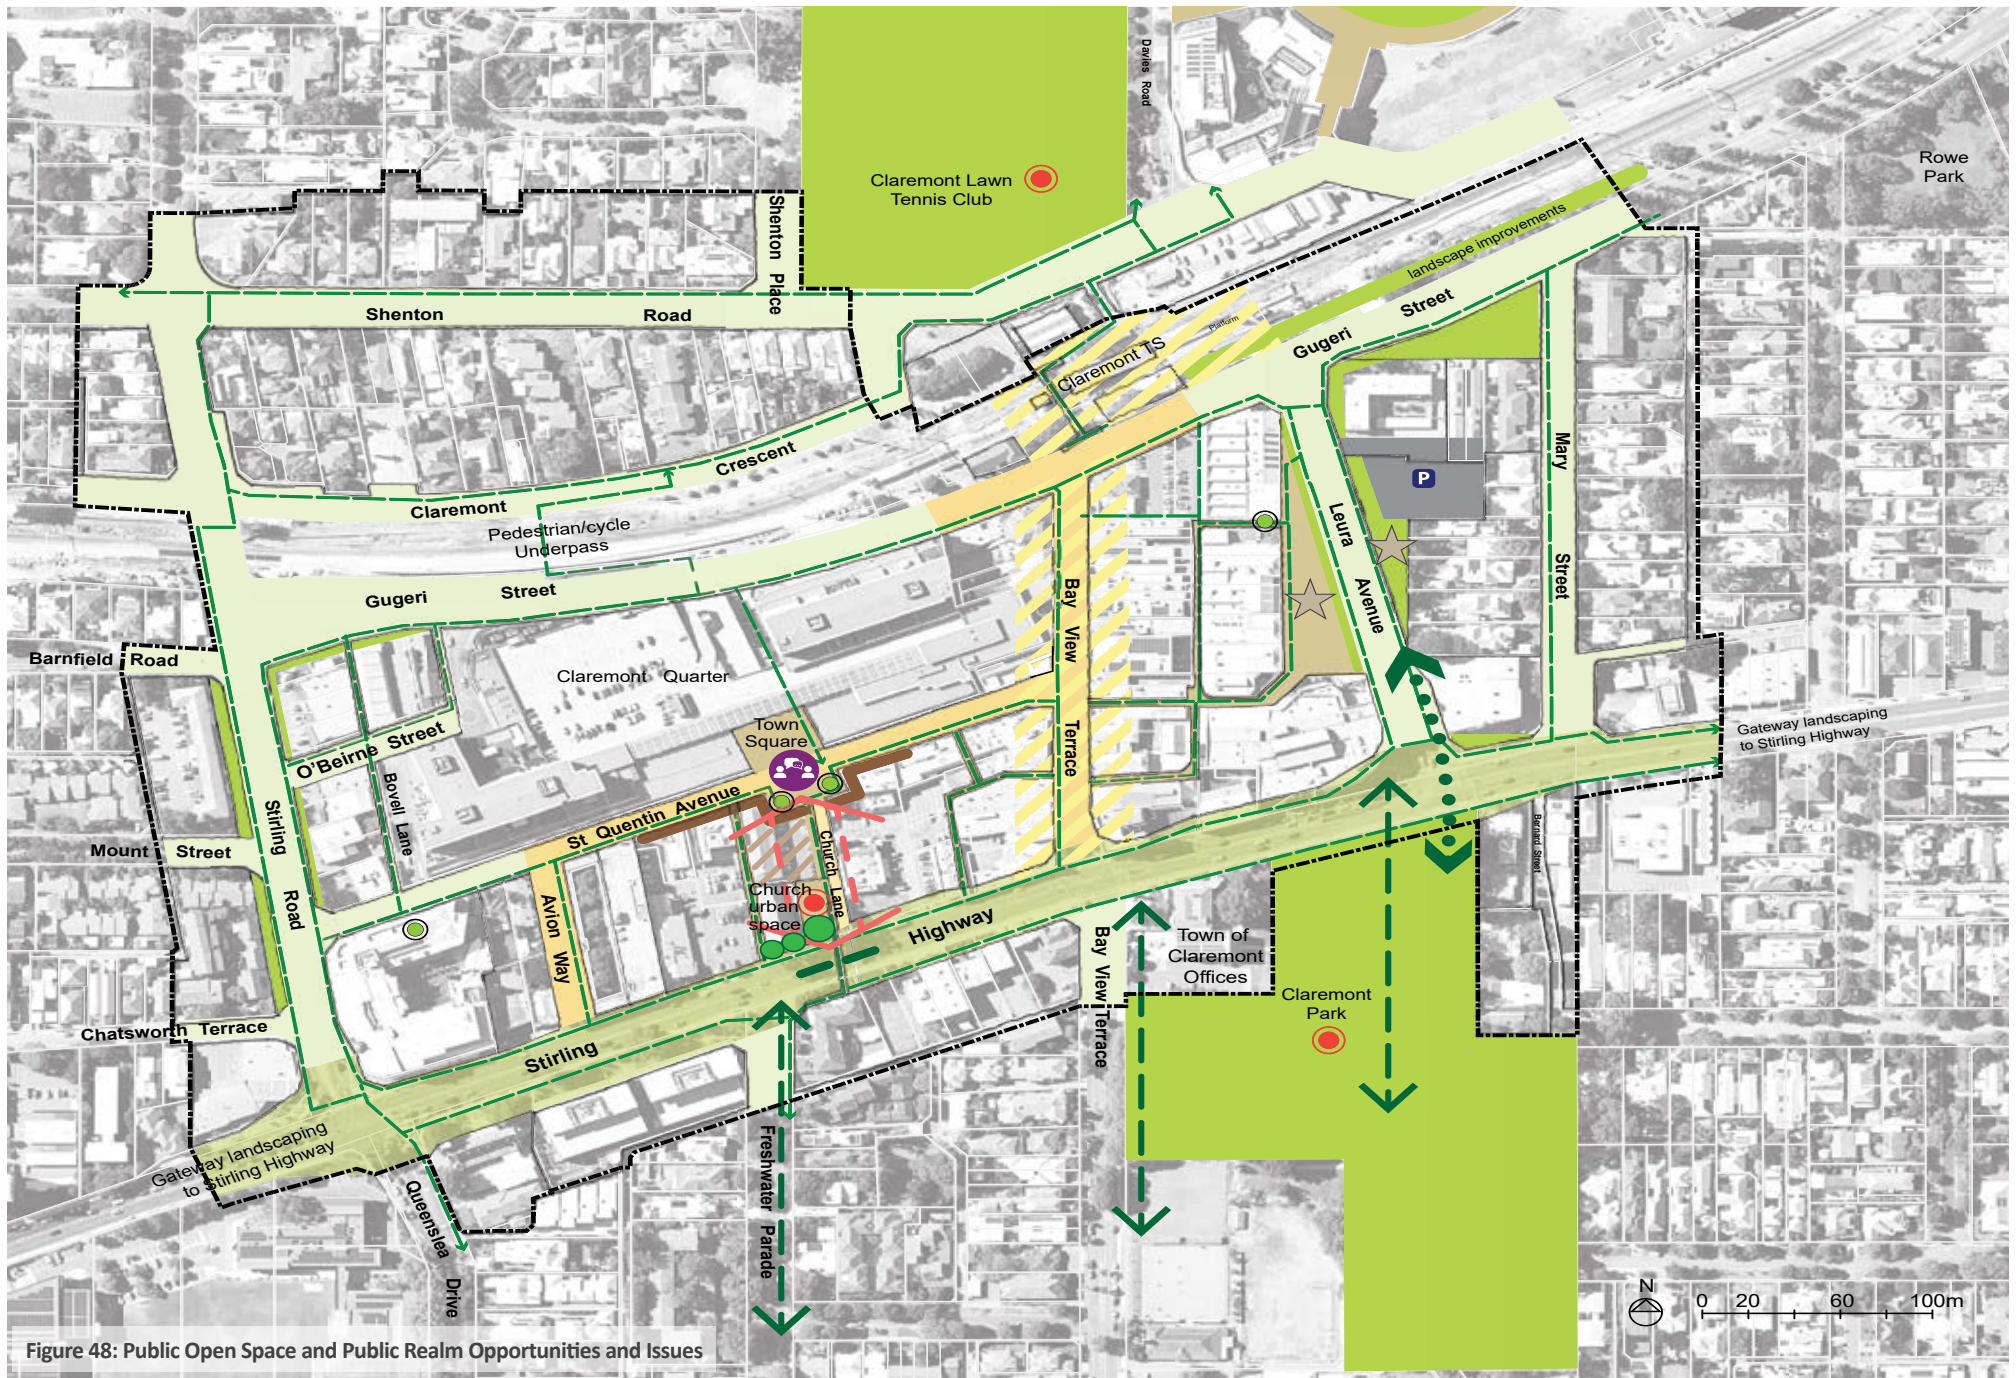 Davies Road
Rowe
Park
Claremont Lawn
Tennis Club
Shenton Place
landscape improvements
Shenton Road
Platform
Claremont TS
Gugeri Street
Crescent
Claremont
Pedestrian/cycle
Underpass
P
Mary Street
Leura Avenue
Gugeri Street
Bay View Terrace
Barnfield Road
Claremont Quarter
Town
Square
O'Beirne Street
Gateway landscaping
to Stirling Highway
Bovell Lane
St Quentin Avenue
Stirling Road
Mount Street
Church Lane
Bernard Street
Church
urban
space
Avion Way
Highway
Bay View Terrace
Town of
Claremont
Offices
Claremont
Park
Chatsworth Terrace
Stirling
Gateway landscaping
to Stirling Highway
Freshwater Parade
Queenslea Drive
N
0 20 60 100m
Figure 48: Public Open Space and Public Realm Opportunities and Issues